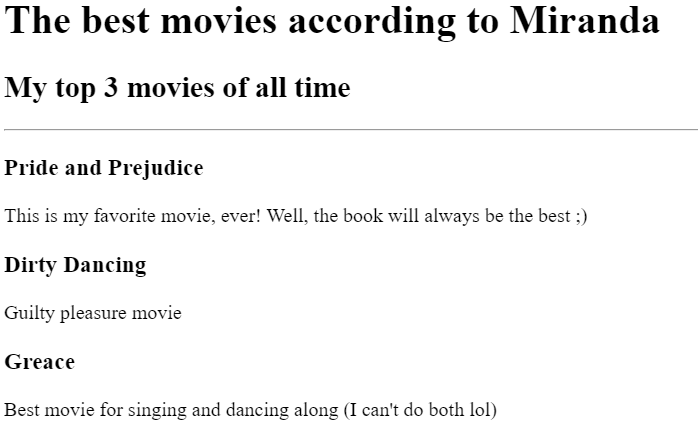 The best movies according to Miranda
My top 3 movies of all time
Pride and Prejudice
This is my favorite movie, ever! Well, the book will always be the best ;)
Dirty Dancing
Guilty pleasure movie
Greace
Best movie for singing and dancing along (I can't do both lol)